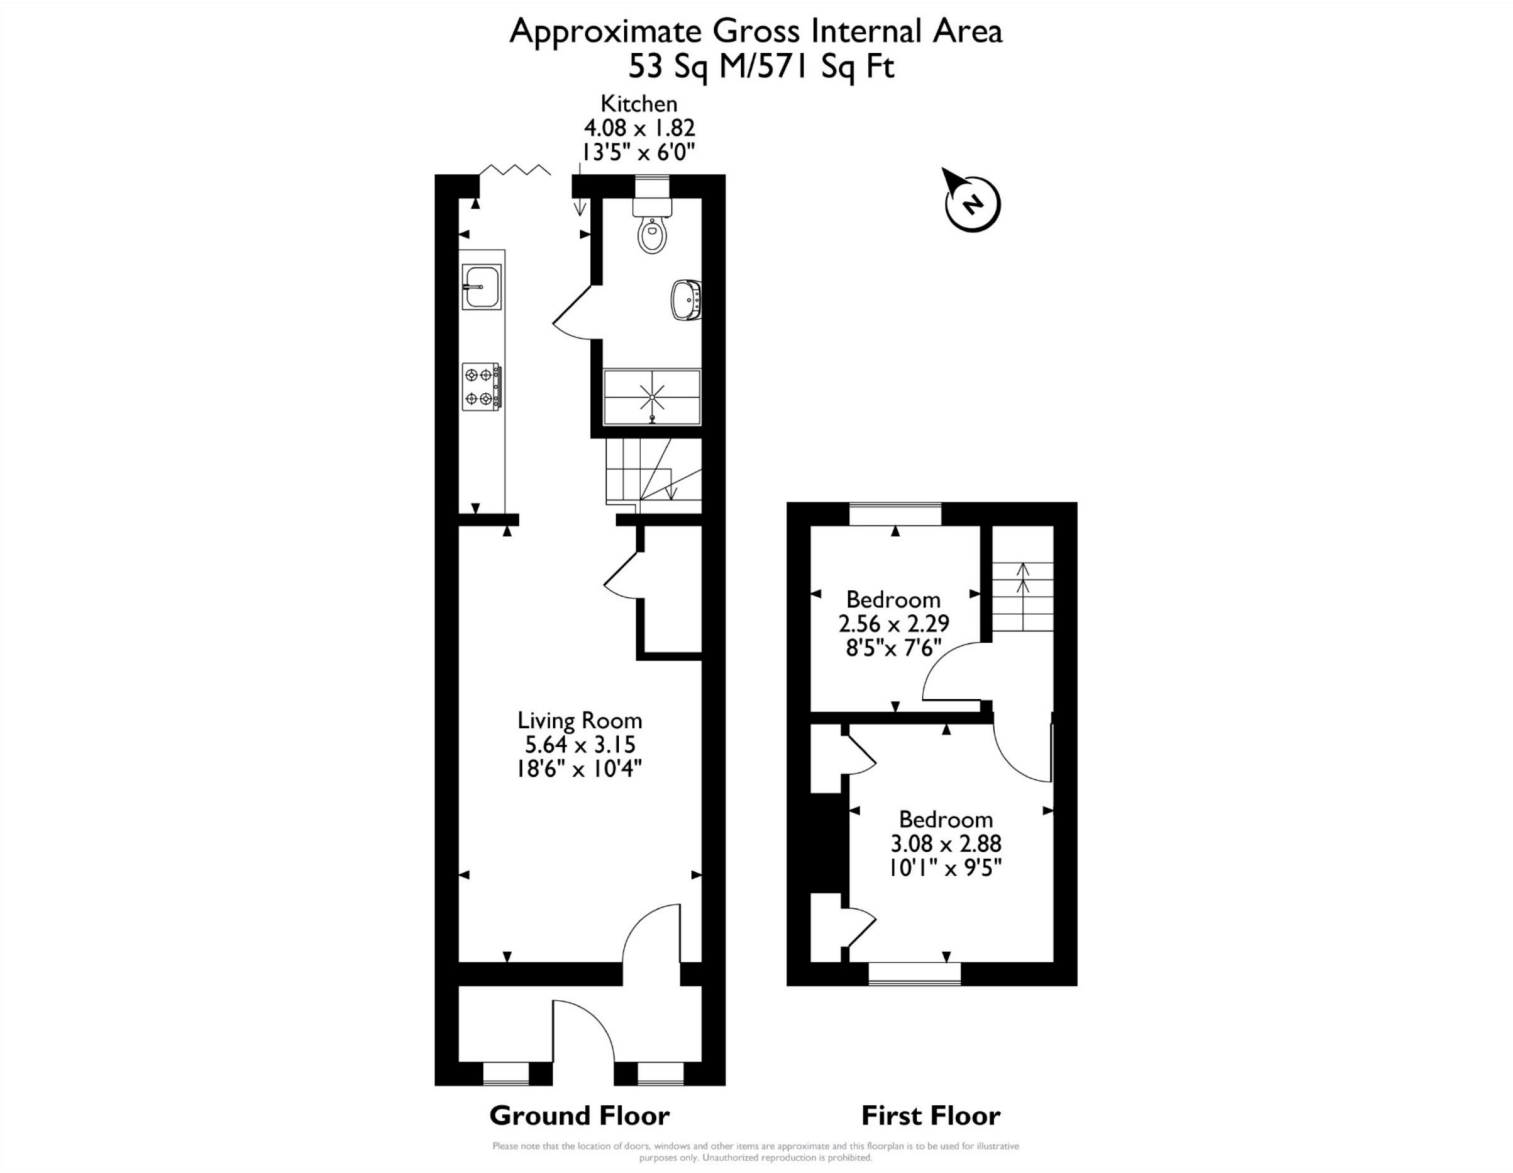 Approximate Gross Internal Area
53 Sq M/571 Sq Ft
Kitchen
4.08 x 1.82
13'5" x 6'0"
N
Living Room
5.64 x 3.15
18'6" x 10'4"
Bedroom
2.56 x 2.29
8'5"x 7'6"
Bedroom
3.08 x 2.88
10'1" x 9'5"
Ground Floor
First Floor
Please note that the location of doors, windows and other items are approximate and this floorplan is to be used for illustrative
purposes only. Unauthorized reproduction is prohibited.